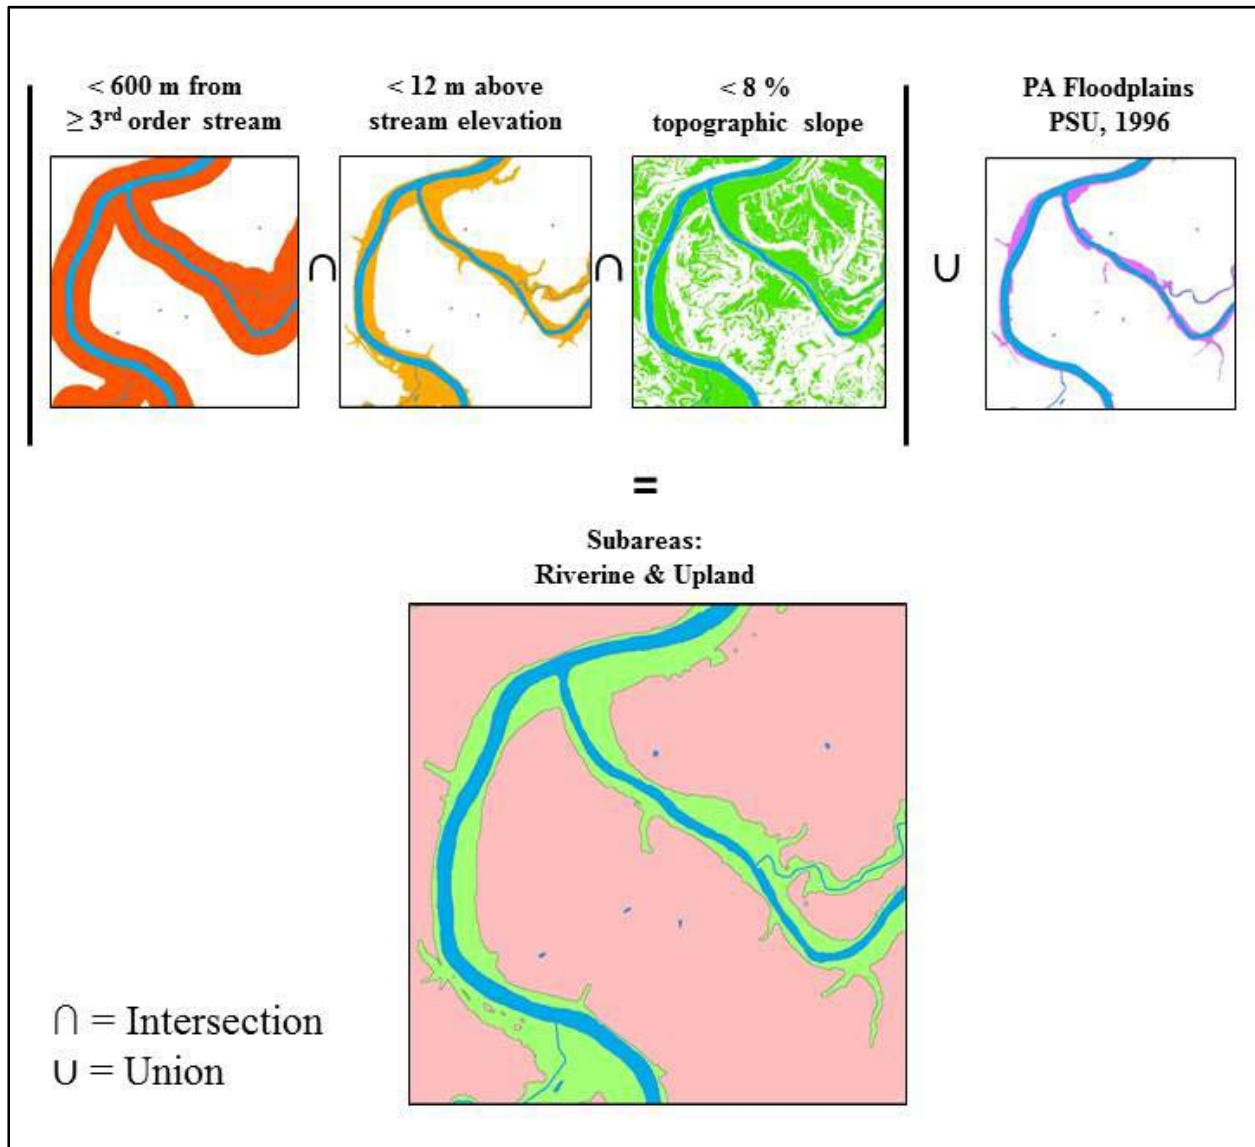 < 600 m from
≥ 3rd order stream
< 12 m above
stream elevation
< 8 %
topographic slope
PA Floodplains
PSU, 1996
∩
∩
∪
=
Subareas:
Riverine & Upland
∩ = Intersection
∪ = Union